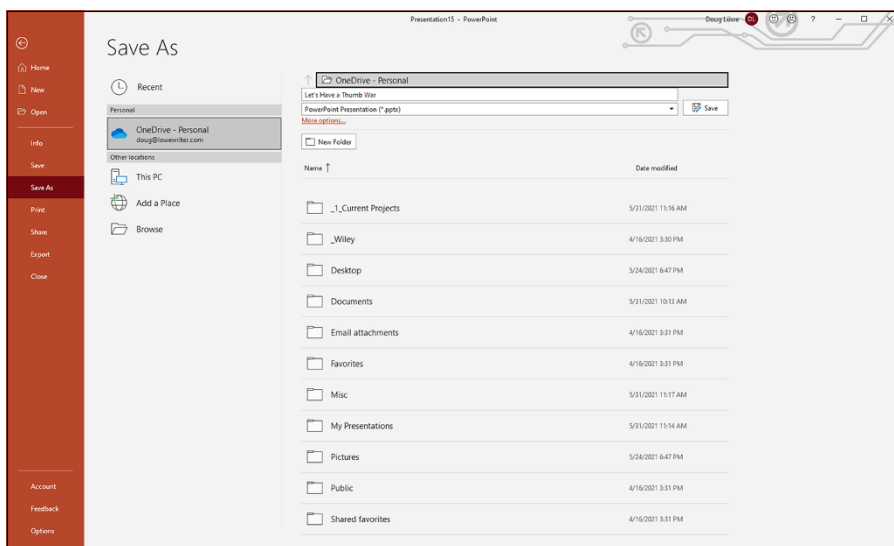 Presentation15 - PowerPoint
Doug Lowe
DL
?
Save As
Home
New
Open
Info
Save
Save As
Print
Share
Export
Close
Account
Feedback
Options
Recent
Personal
OneDrive - Personal
doug@lowewriter.com
Other locations
This PC
Add a Place
Browse
OneDrive - Personal
Let's Have a Thumb War
PowerPoint Presentation (*.pptx)
Save
More options...
New Folder
Name ↑ Date modified
_1_Current Projects 5/31/2021 11:16 AM
_Wiley 4/16/2021 3:30 PM
Desktop 5/24/2021 6:47 PM
Documents 5/31/2021 10:13 AM
Email attachments 4/16/2021 3:31 PM
Favorites 4/16/2021 3:31 PM
Misc 5/31/2021 11:17 AM
My Presentations 5/31/2021 11:14 AM
Pictures 5/24/2021 6:47 PM
Public 4/16/2021 3:31 PM
Shared favorites 4/16/2021 3:31 PM